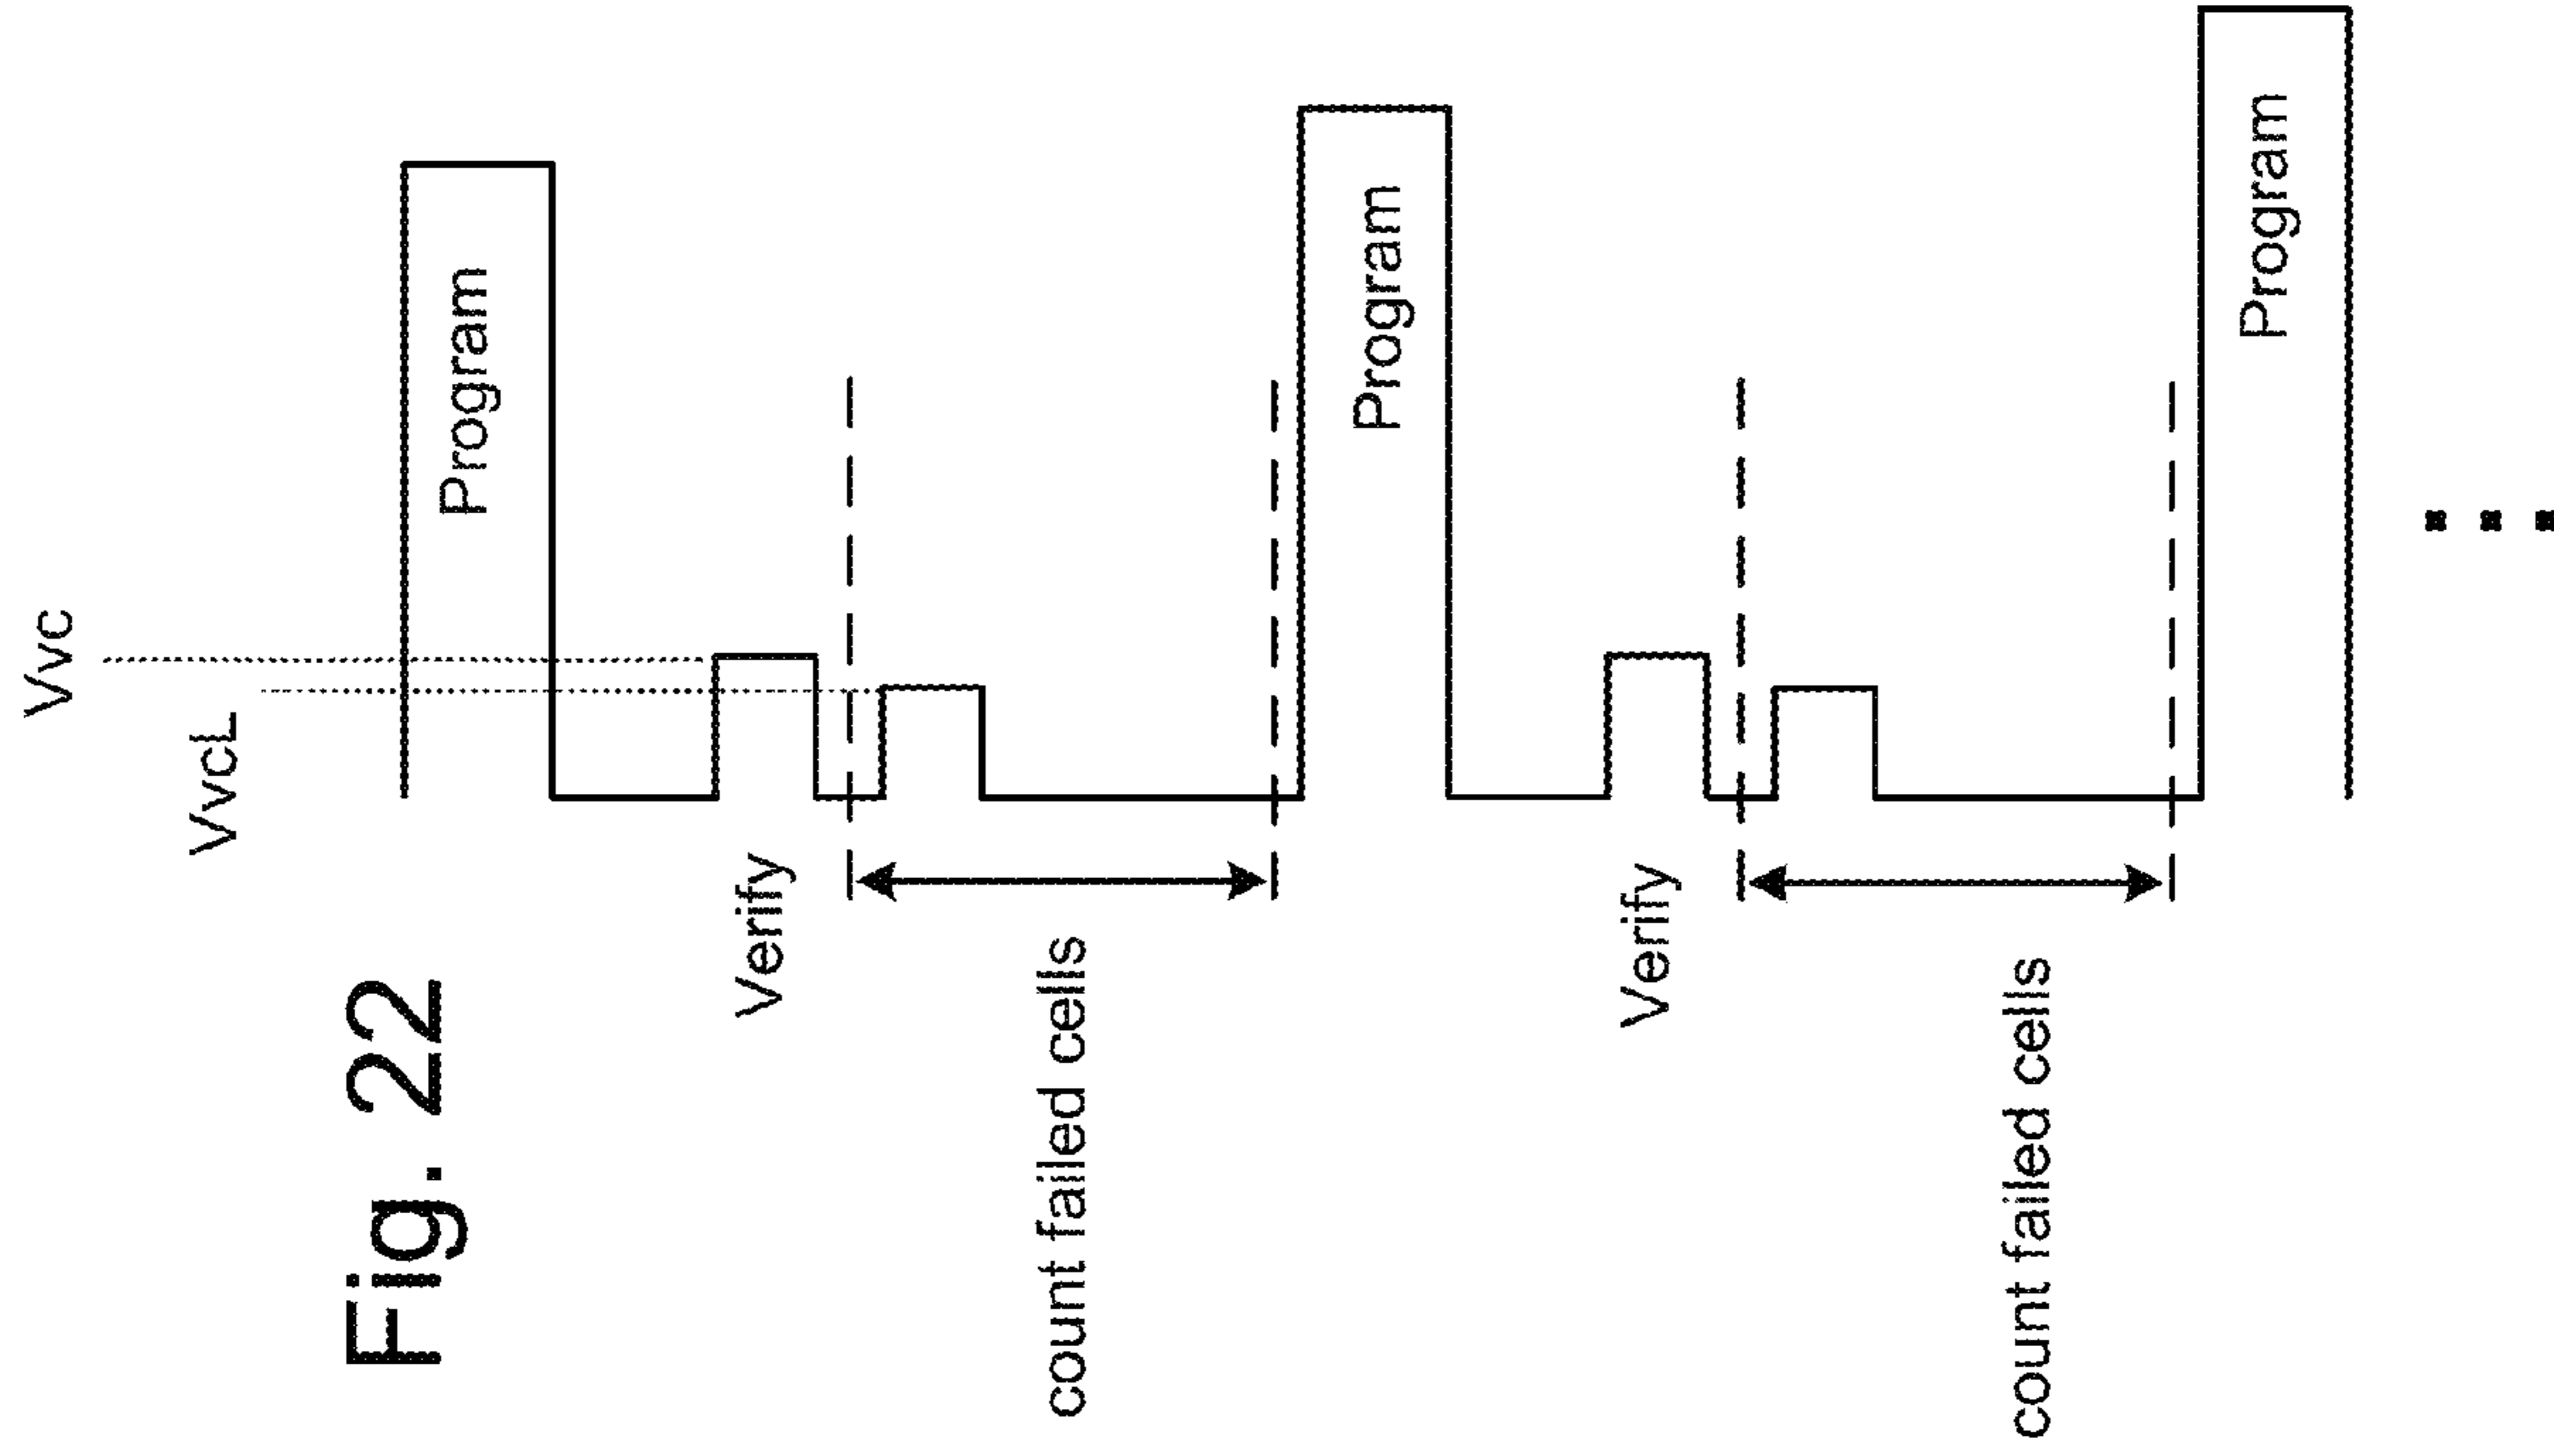 Fig. 22
Vvc
VvcL
Program
Verify
count failed cells
Program
Verify
count failed cells
Program